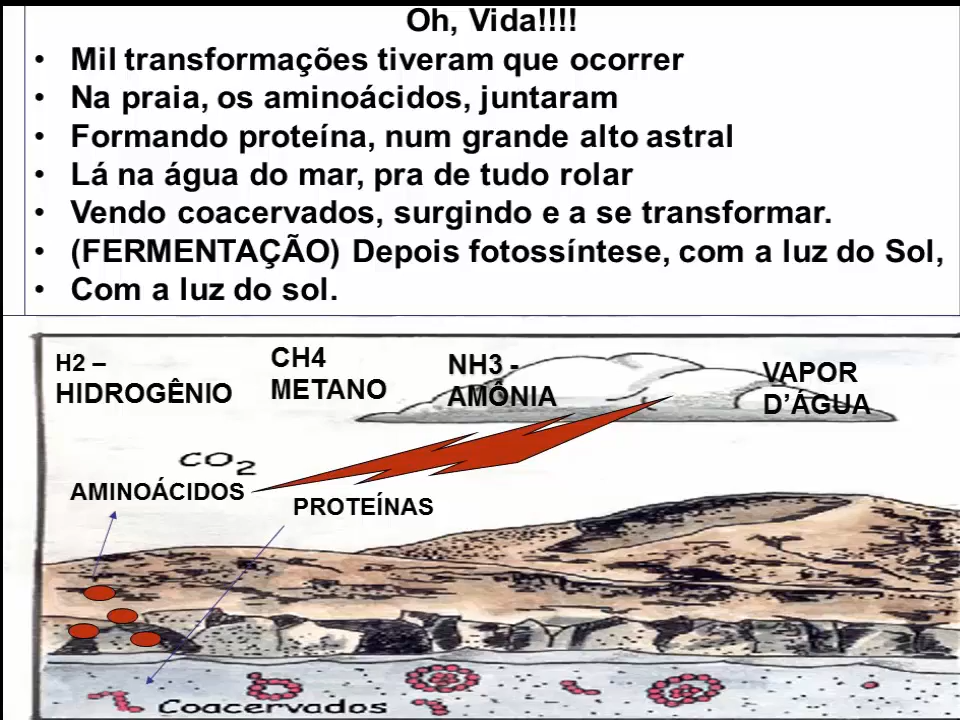 Oh, Vida!!!!
• Mil transformações tiveram que ocorrer
• Na praia, os aminoácidos, juntaram
• Formando proteína, num grande alto astral
• Lá na água do mar, pra de tudo rolar
• Vendo coacervados, surgindo e a se transformar.
• (FERMENTAÇÃO) Depois fotossíntese, com a luz do Sol,
• Com a luz do sol.
H2 –
HIDROGÊNIO
CH4
METANO
NH3 -
AMÔNIA
VAPOR
D’ÁGUA
CO2
AMINOÁCIDOS
PROTEÍNAS
Coacervados